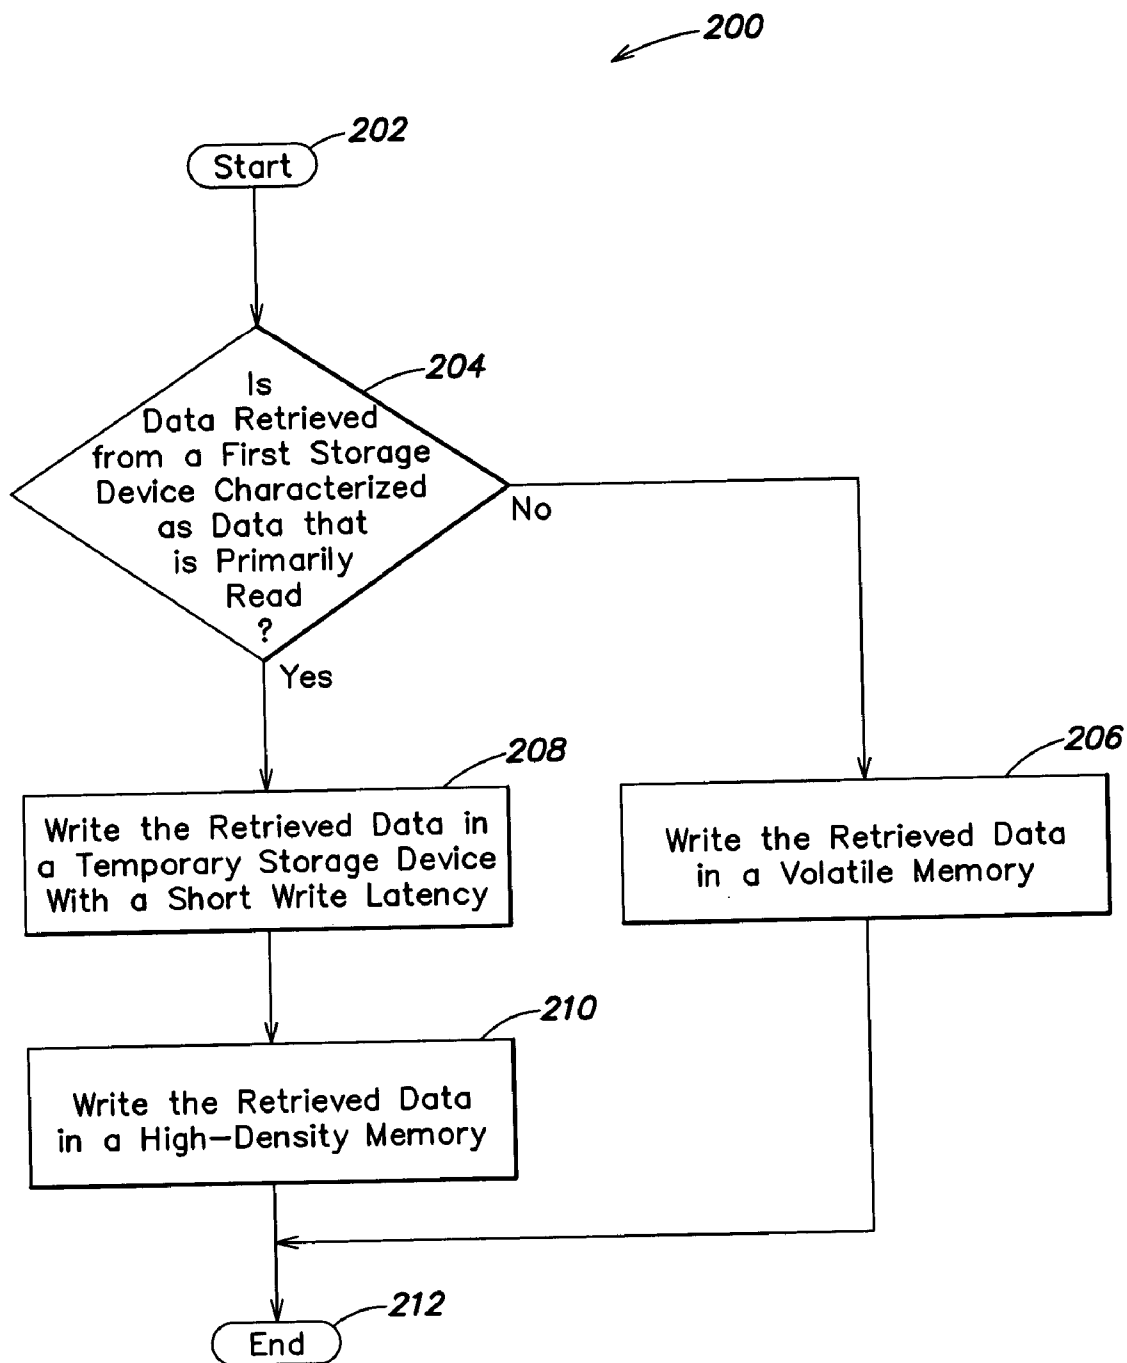 200
202
Start
204
Is
Data Retrieved
from a First Storage
Device Characterized
as Data that
is Primarily
Read
?
No
Yes
208
Write the Retrieved Data in
a Temporary Storage Device
With a Short Write Latency
206
Write the Retrieved Data
in a Volatile Memory
210
Write the Retrieved Data
in a High-Density Memory
212
End